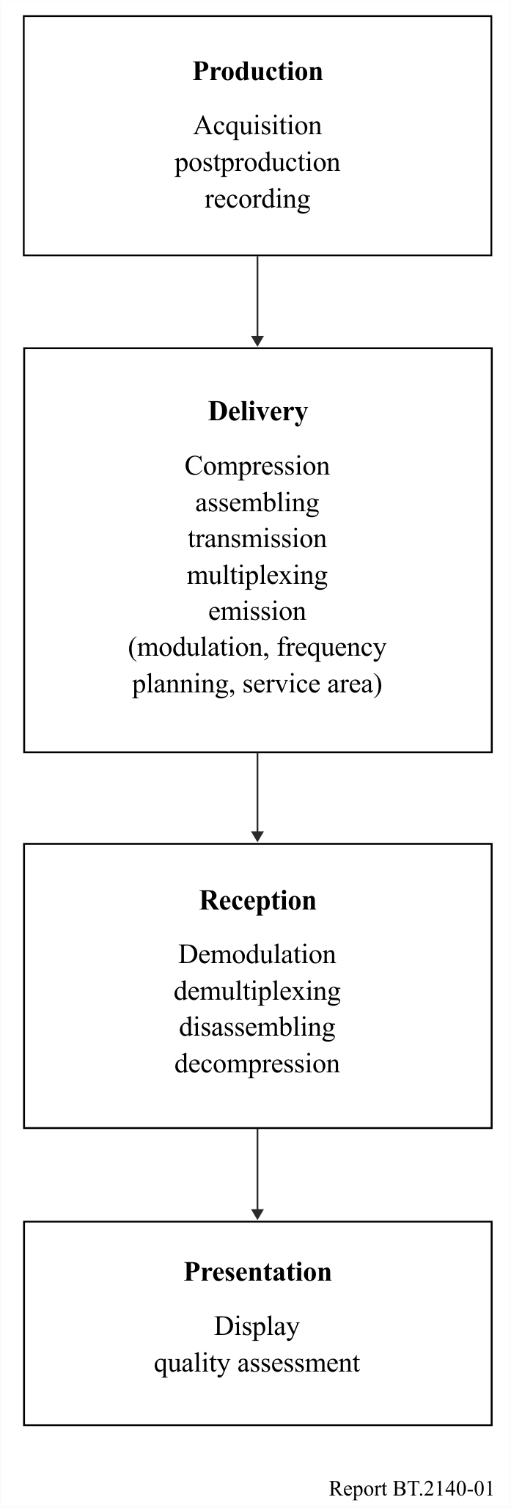 Production
Acquisition
postproduction
recording
Delivery
Compression
assembling
transmission
multiplexing
emission
(modulation, frequency
planning, service area)
Reception
Demodulation
demultiplexing
disassembling
decompression
Presentation
Display
quality assessment
Report BT.2140-01